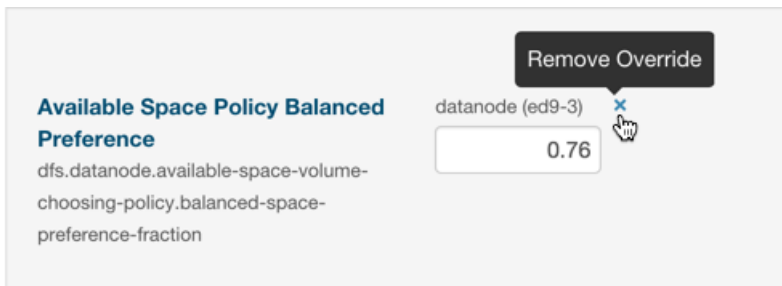 Remove Override
Available Space Policy Balanced
Preference
dfs.datanode.available-space-volume-
choosing-policy.balanced-space-
preference-fraction
datanode (ed9-3) ×
0.76